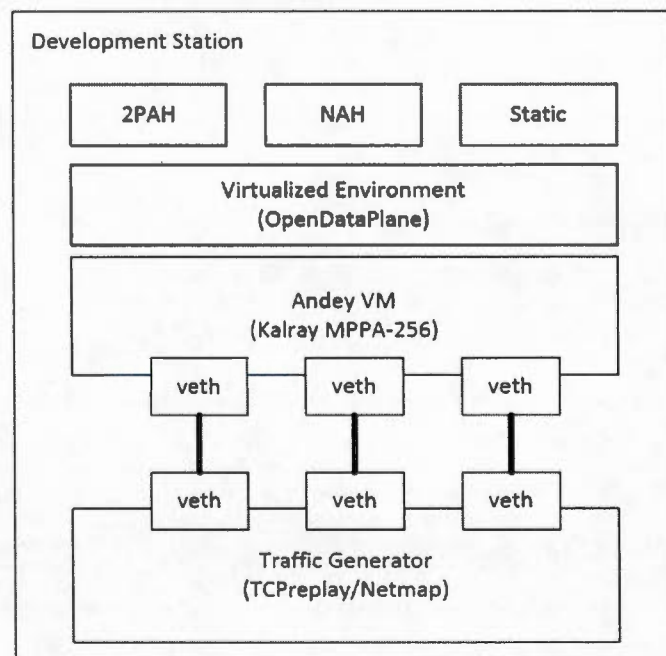 Development Station
2PAH NAH Static
Virtualized Environment
(OpenDataPlane)
Andey VM
(Kalray MPPA-256)
veth veth veth
veth veth veth
Traffic Generator
(TCPreplay/Netmap)